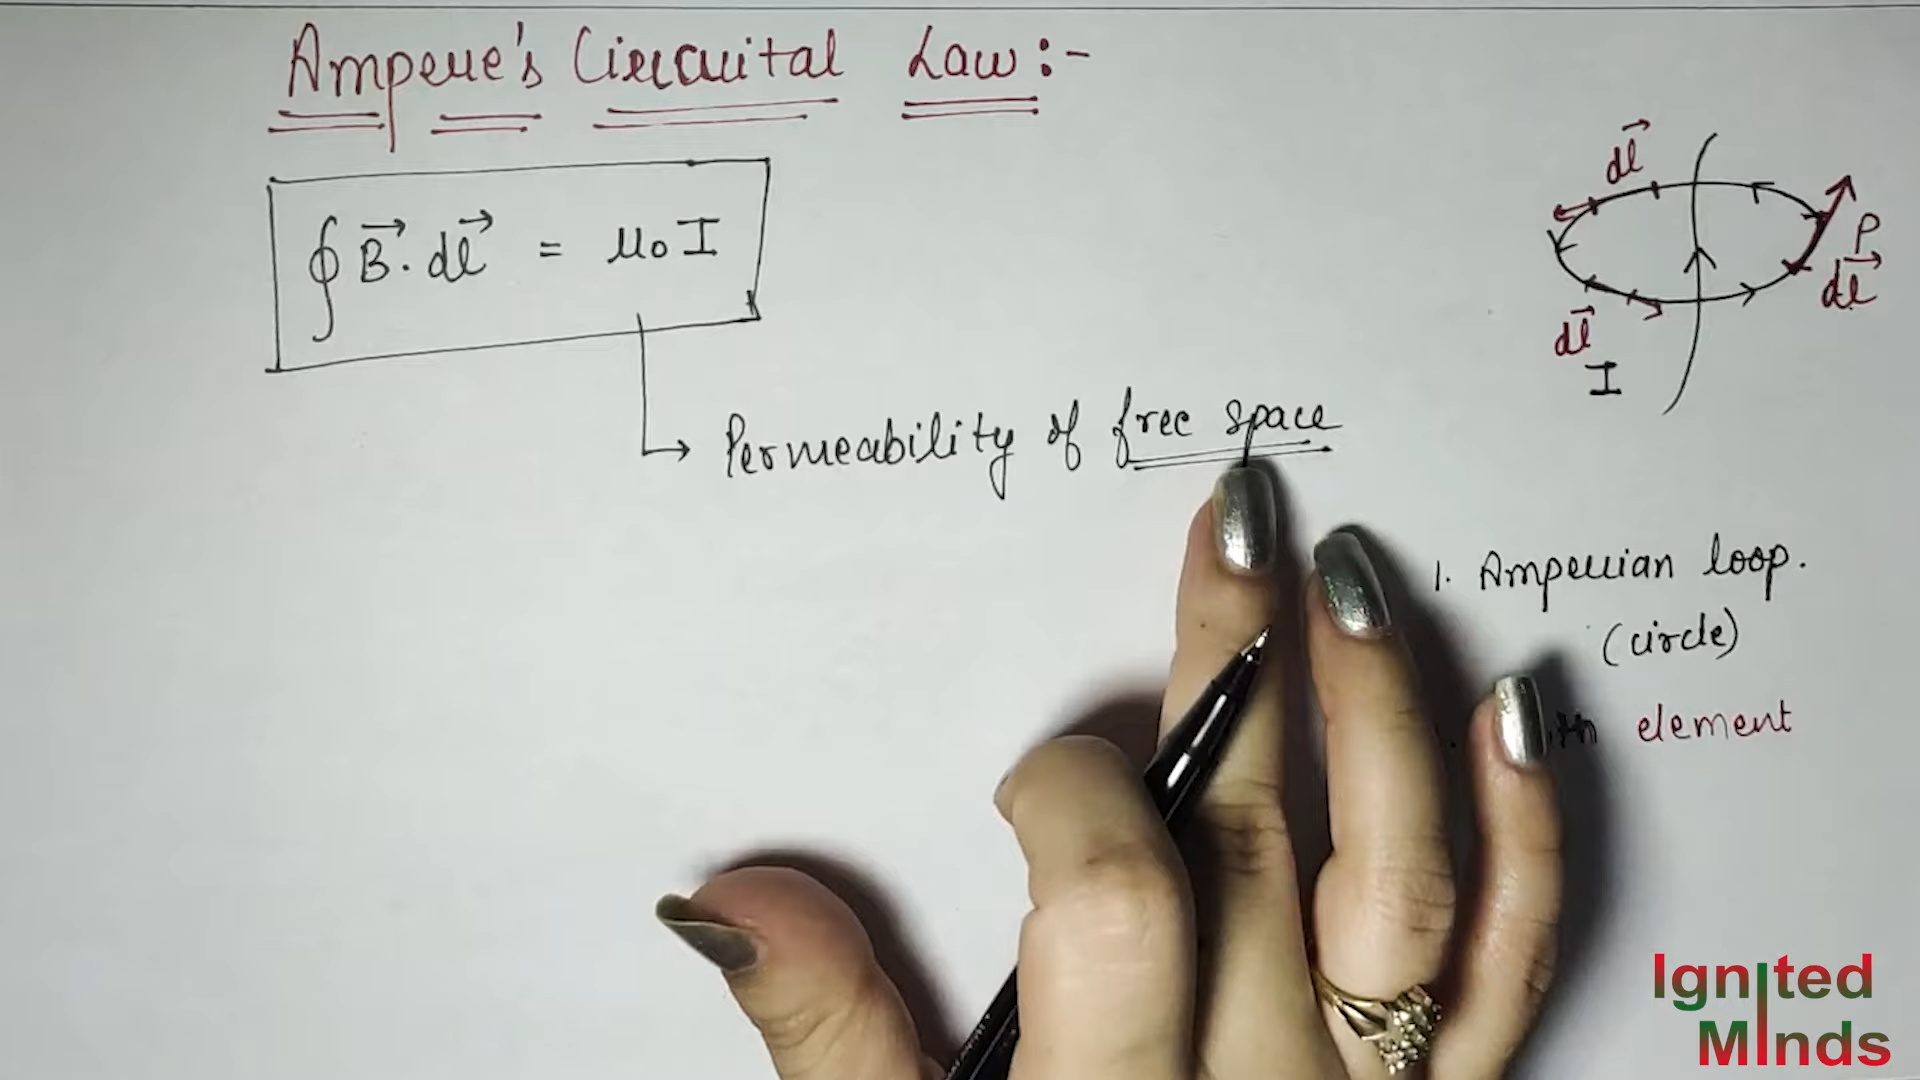 Ampere's Circuital Law:-
∮ B⃗. dl⃗ = μ₀ I
Permeability of free space
dl⃗
P
dl⃗
dl⃗
I
1. Amperian loop.
(circle)
element
Ignited
Minds